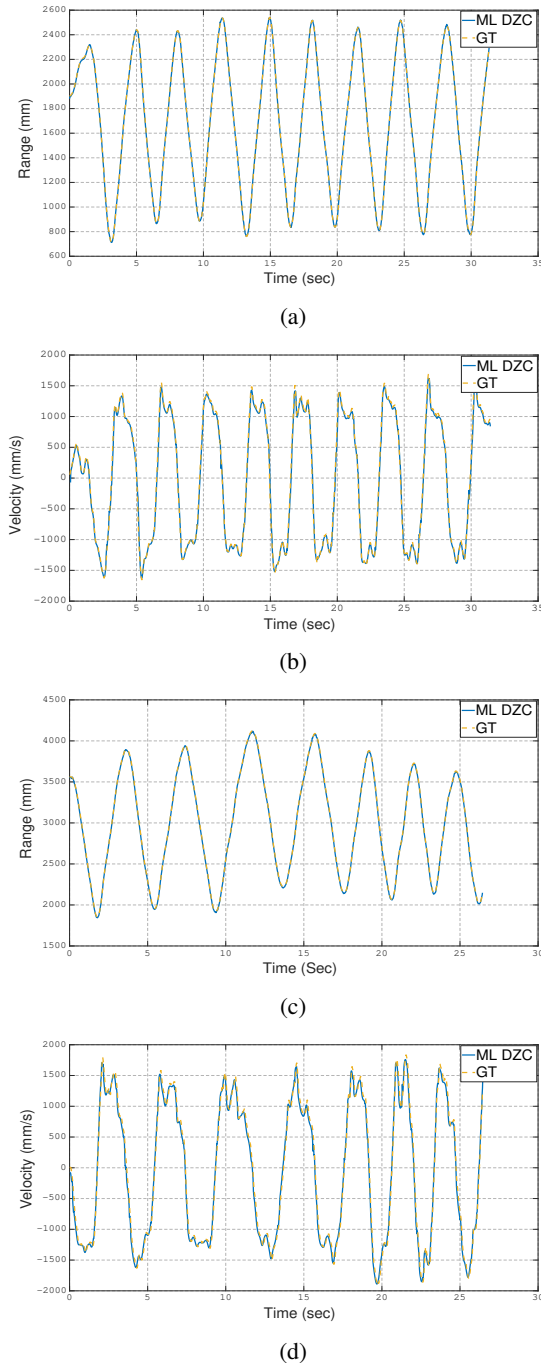 2600
2400
2200
2000
1800
1600
1400
1200
1000
800
600
Range (mm)
ML DZC
GT
0 5 10 15 20 25 30 35
Time (sec)
(a)
2000
1500
1000
500
0
−500
−1000
−1500
−2000
Velocity (mm/s)
ML DZC
GT
0 5 10 15 20 25 30 35
Time (sec)
(b)
4500
4000
3500
3000
2500
2000
1500
Range (mm)
ML DZC
GT
0 5 10 15 20 25 30
Time (Sec)
(c)
2000
1500
1000
500
0
−500
−1000
−1500
−2000
Velocity (mm/s)
ML DZC
GT
0 5 10 15 20 25 30
Time (sec)
(d)